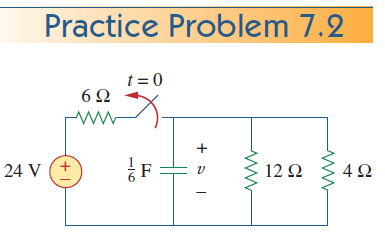 Practice Problem 7.2
t = 0
6 Ω
24 V
+
−
1/6 F
+
v
−
12 Ω
4 Ω